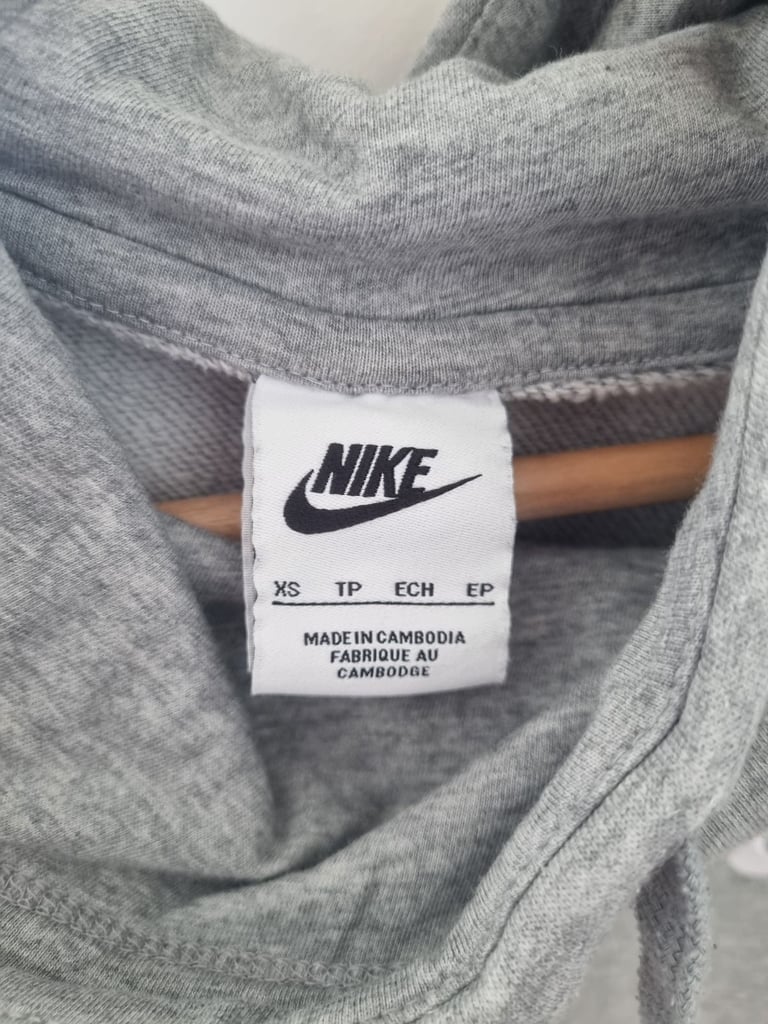 NIKE
XS TP ECH EP
MADE IN CAMBODIA
FABRIQUE AU
CAMBODGE